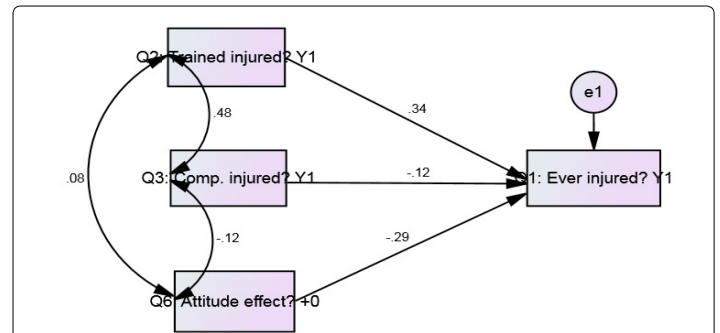 Q2: Trained injured? Y1
e1
.48
.34
.08
Q3: Comp. injured? Y1
-.12
Q1: Ever injured? Y1
-.12
-.29
Q6: Attitude effect? +0